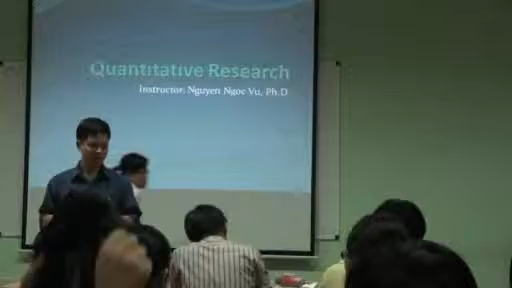 Quantitative Research
Instructor: Nguyen Ngoc Vu, Ph.D